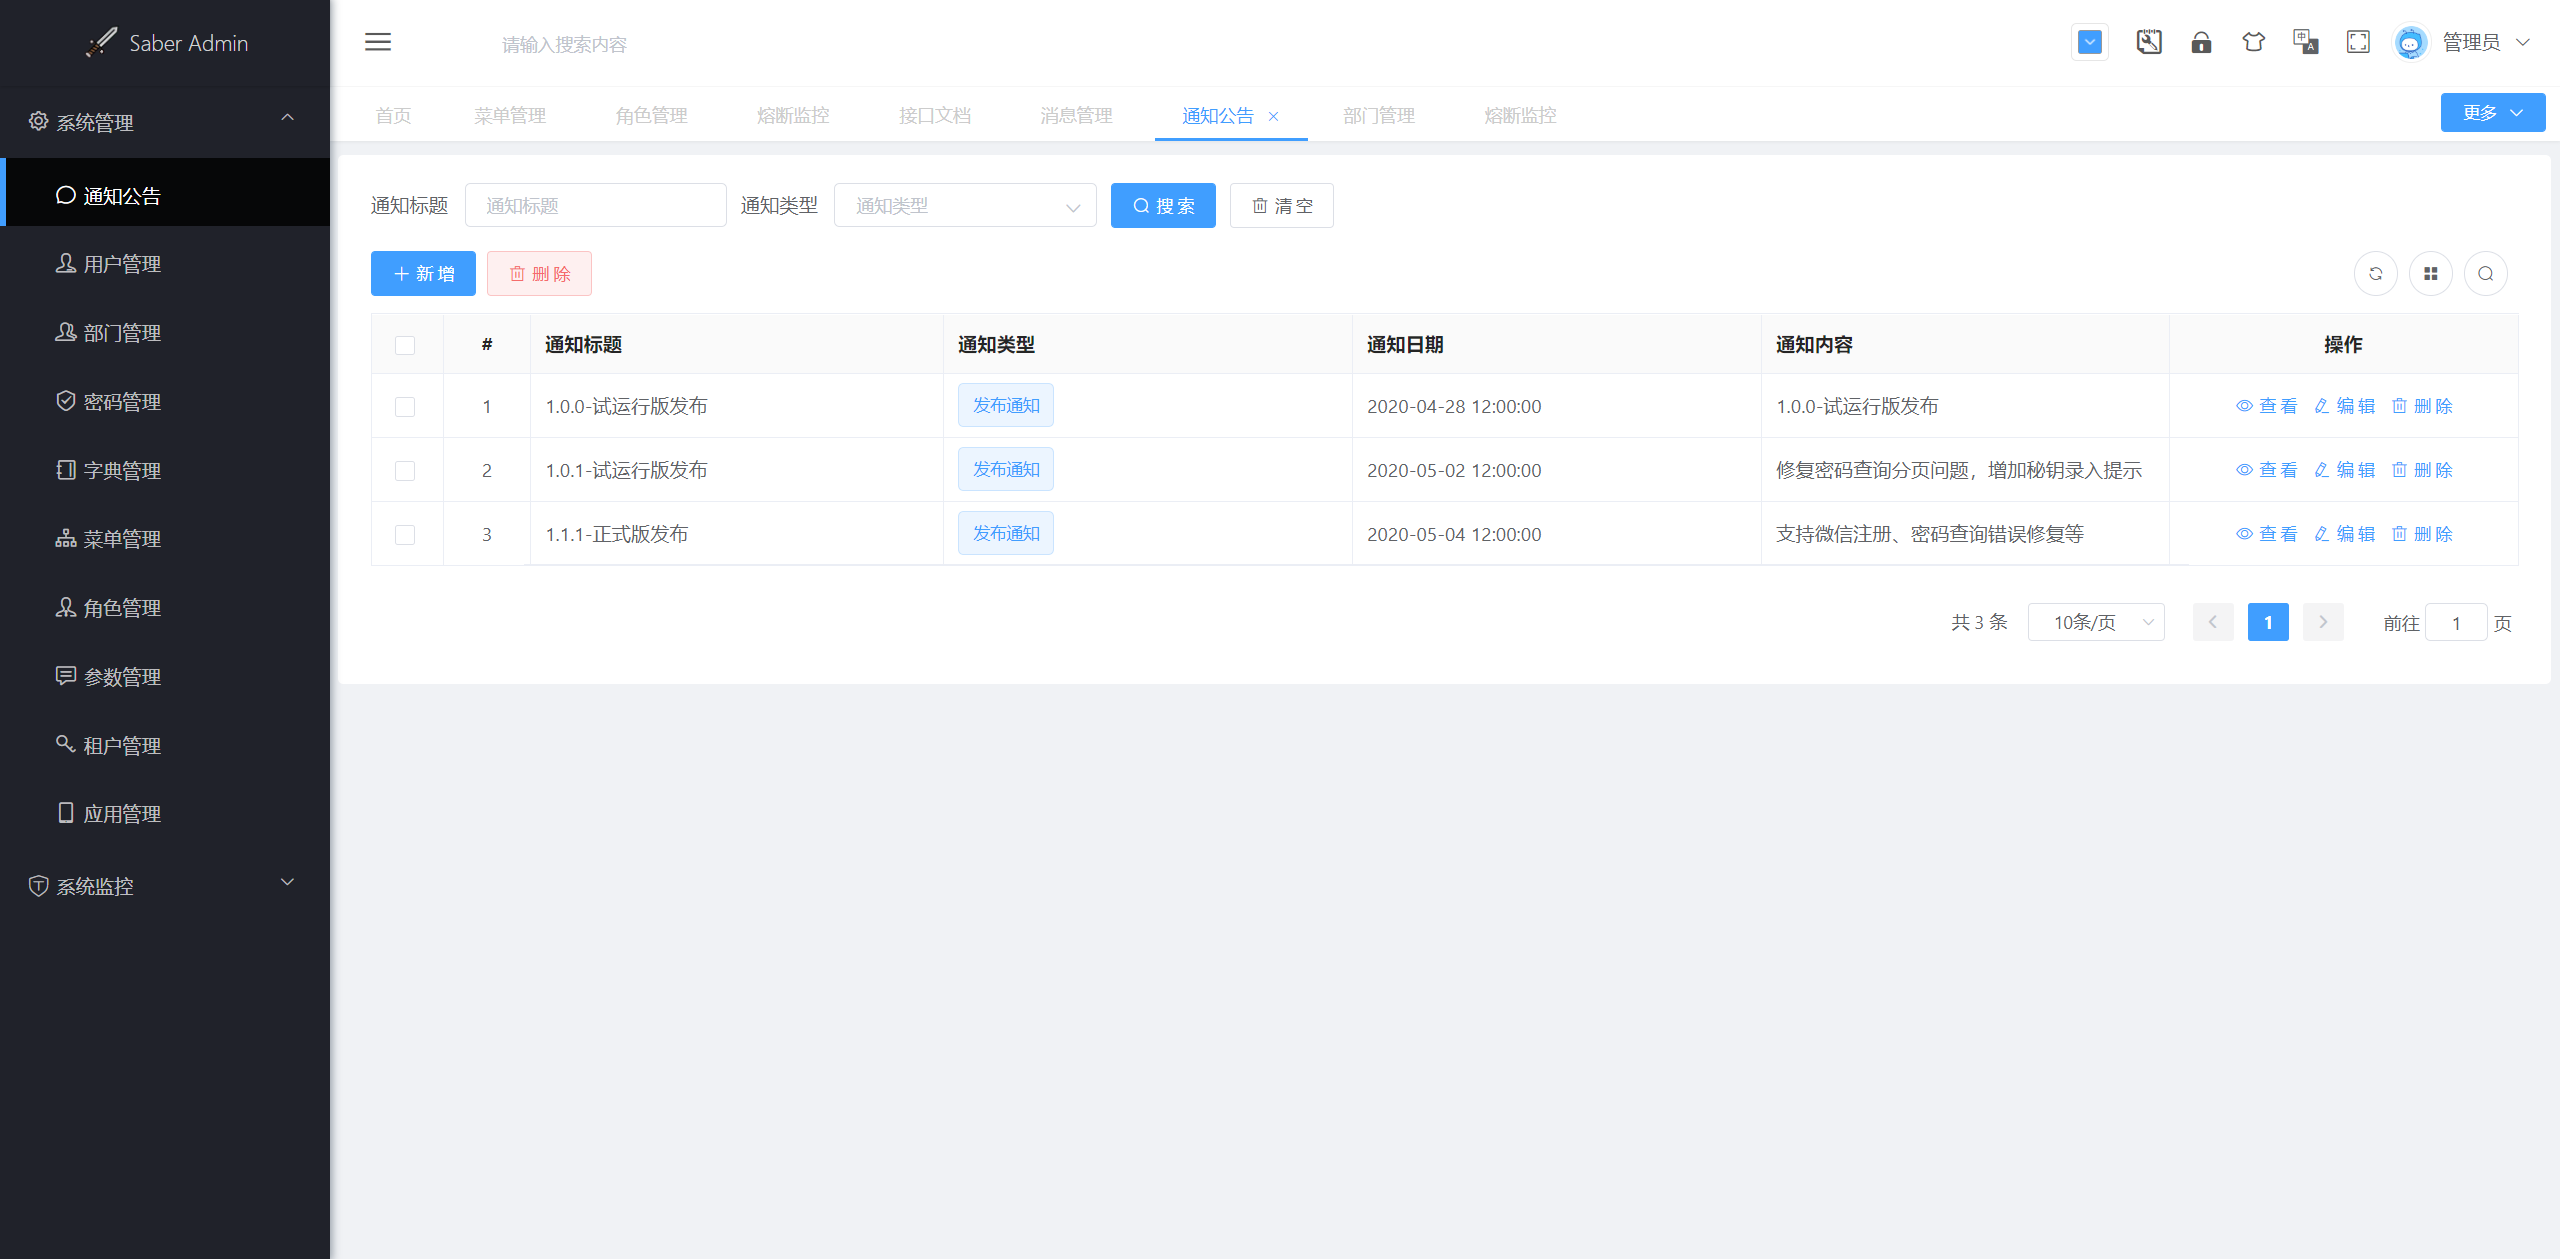 Saber Admin
请输入搜索内容
管理员
首页 菜单管理 角色管理 熔断监控 接口文档 消息管理 通知公告 部门管理 熔断监控 更多
系统管理
通知公告
用户管理
部门管理
密码管理
字典管理
菜单管理
角色管理
参数管理
租户管理
应用管理
系统监控
通知标题 通知标题 通知类型 通知类型 搜索 清空
新增 删除
# 通知标题 通知类型 通知日期 通知内容 操作
1 1.0.0-试运行版发布 发布通知 2020-04-28 12:00:00 1.0.0-试运行版发布 查看 编辑 删除
2 1.0.1-试运行版发布 发布通知 2020-05-02 12:00:00 修复密码查询分页问题，增加秘钥录入提示 查看 编辑 删除
3 1.1.1-正式版发布 发布通知 2020-05-04 12:00:00 支持微信注册、密码查询错误修复等 查看 编辑 删除
共 3 条 10条/页 1 前往 1 页